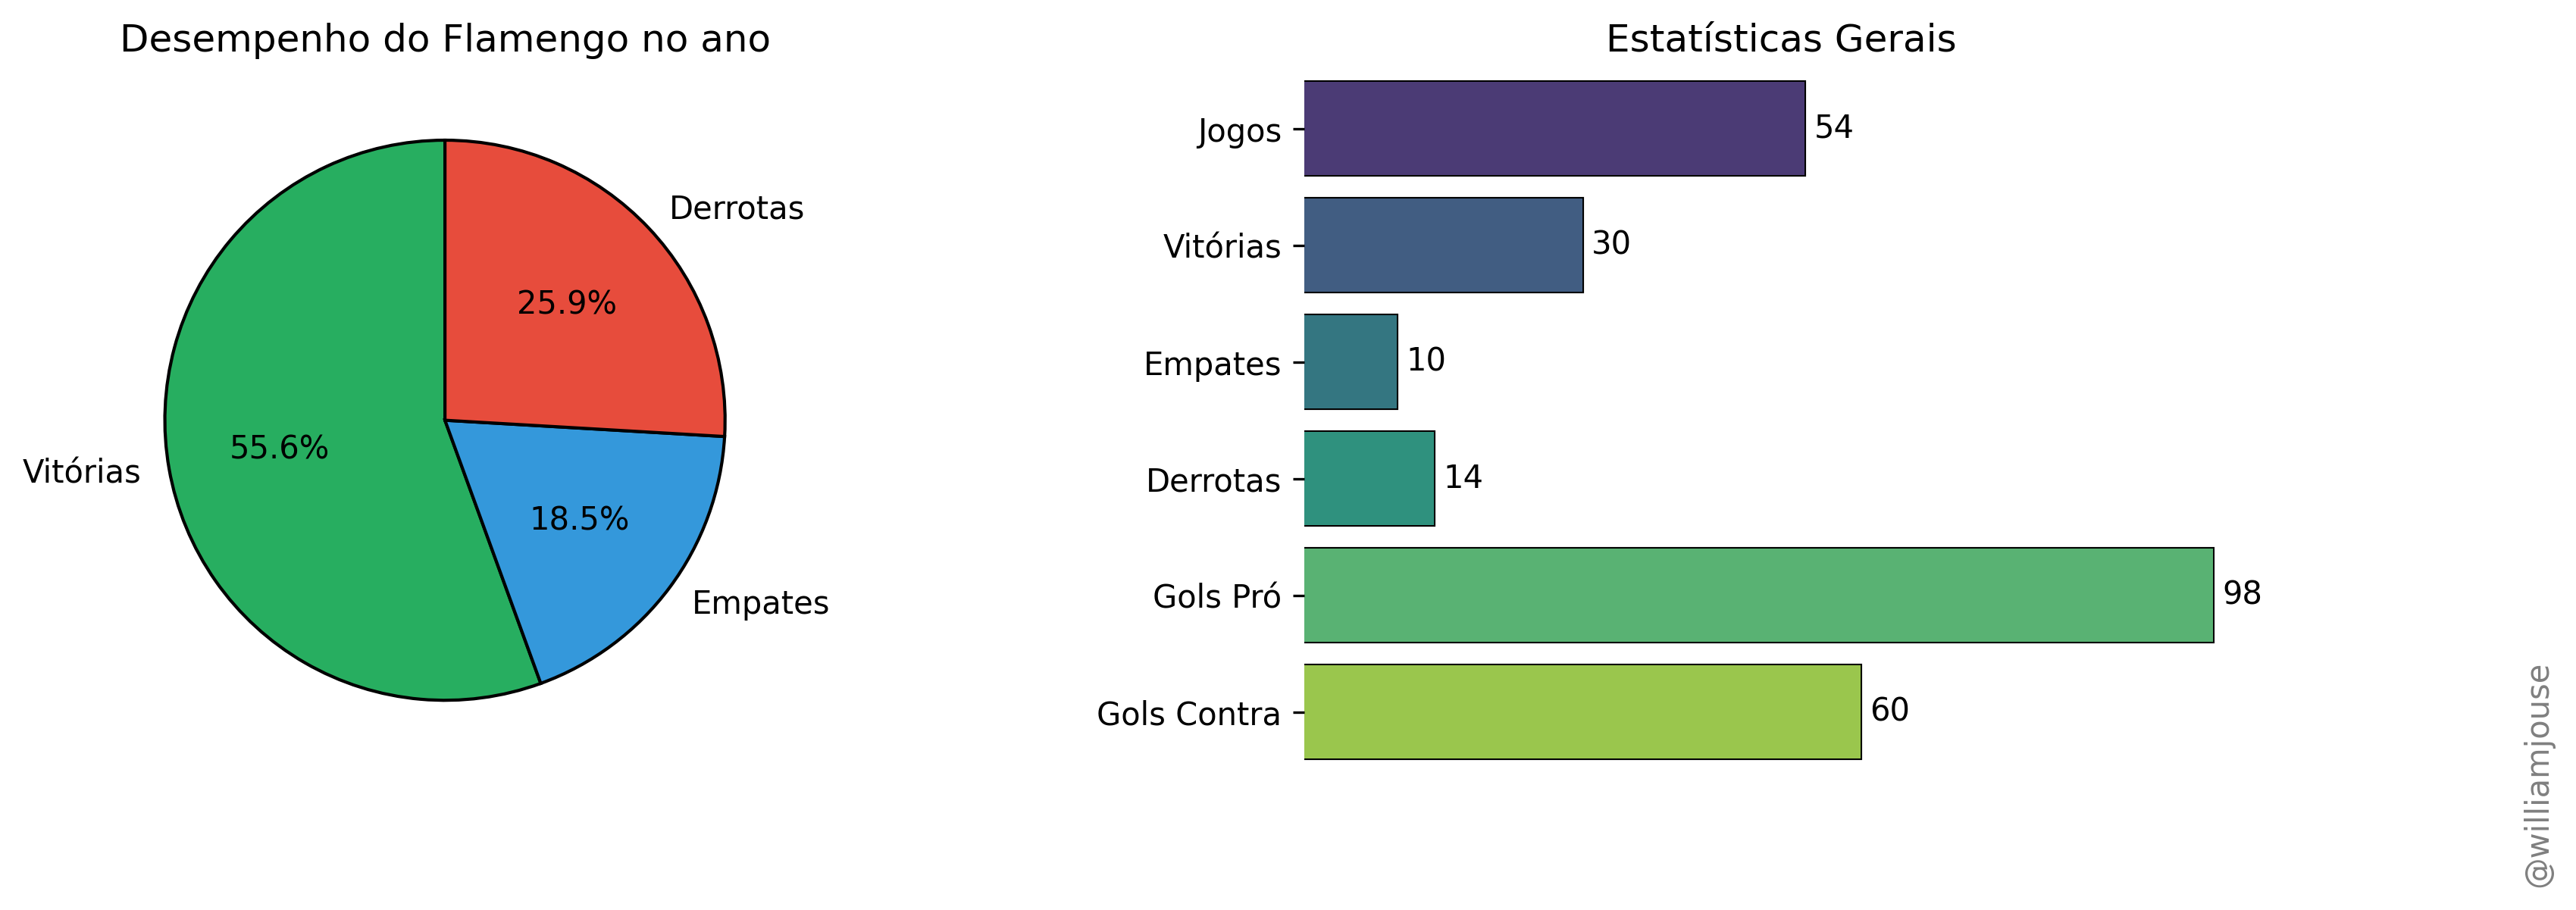 Desempenho do Flamengo no ano
Derrotas
25.9%
55.6%
Vitórias
18.5%
Empates
Estatísticas Gerais
Jogos 54
Vitórias 30
Empates 10
Derrotas 14
Gols Pró 98
Gols Contra 60
@williamjouse